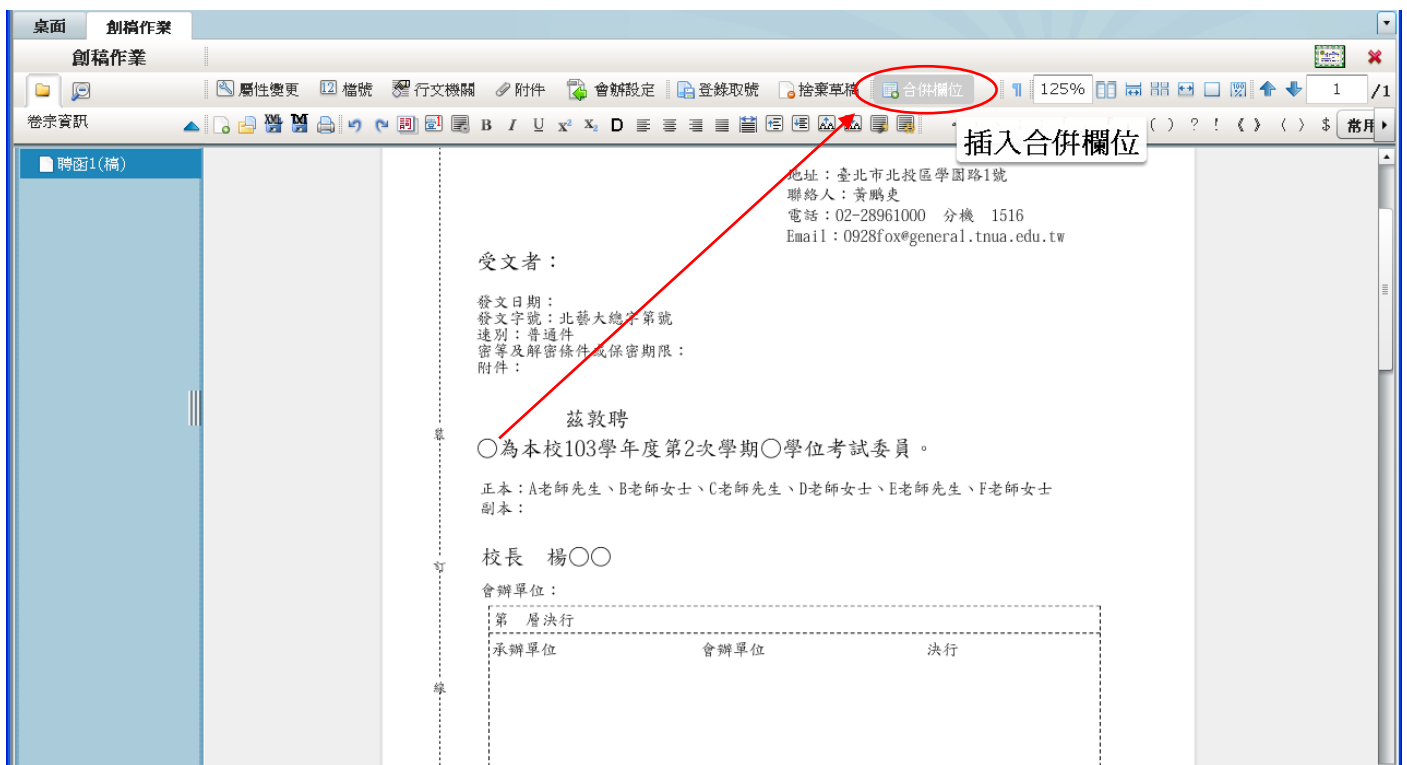 桌面 創稿作業
創稿作業
屬性變更 檔號 行文機關 附件 會辦設定 登錄取號 捨棄草稿 合併欄位 125% 1 /1
卷宗資訊 B I U x² X₂ D ( ) ? ! 《 》 〈 〉 $ 常用
插入合併欄位
聘函1(稿)
地址：臺北市北投區學園路1號
聯絡人：黃鵬吏
電話：02-28961000 分機 1516
Email：0928fox@general.tnua.edu.tw
受文者：
發文日期：
發文字號：北藝大總字第號
速別：普通件
密等及解密條件或保密期限：
附件：
茲敦聘
裝
○為本校103學年度第2次學期○學位考試委員。
正本：A老師先生、B老師女士、C老師先生、D老師女士、E老師先生、F老師女士
副本：
校長 楊○○
訂
會辦單位：
第 層決行
承辦單位 會辦單位 決行
線